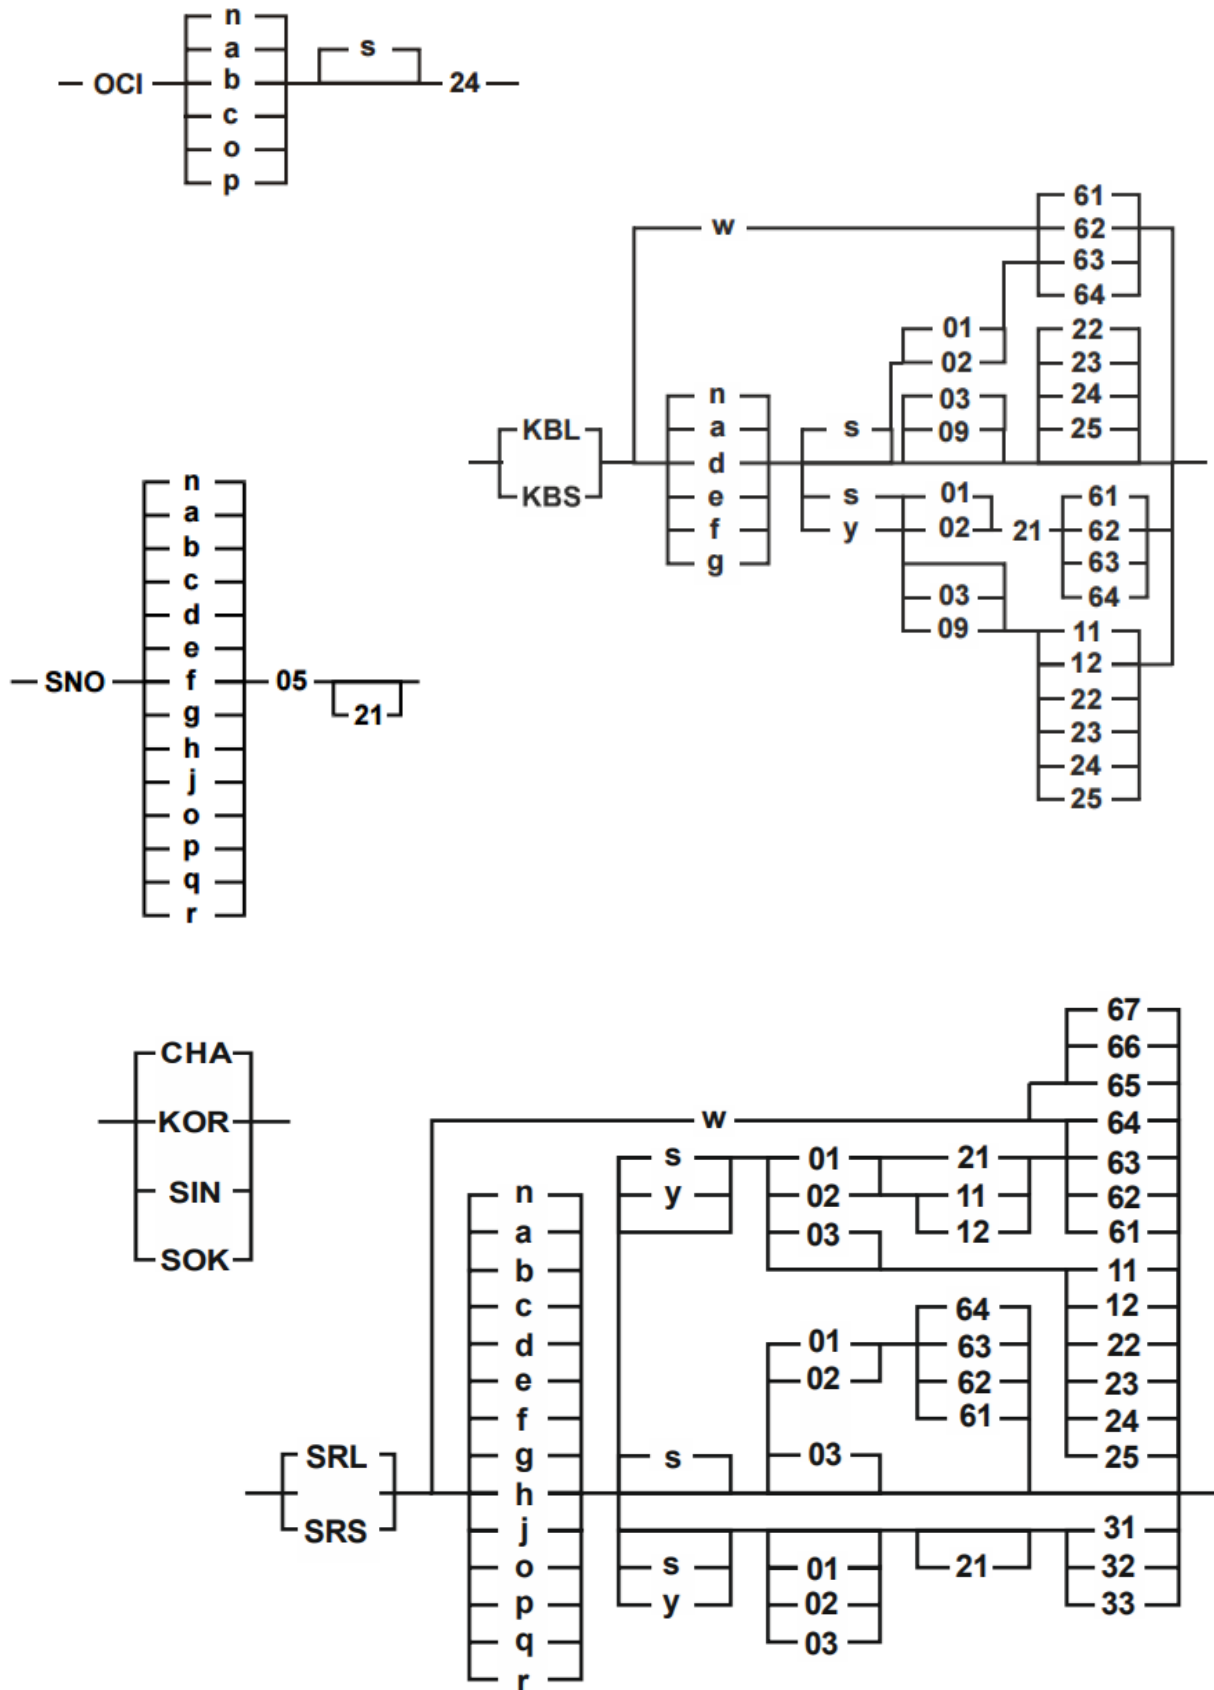 n
a
s
OCI b 24
c
o
p
61
w 62
63
64
01 22
02 23
n 03 24
KBL a s 09 25
d
KBS e s 01 61
f y 02 21 62
g 63
03 64
09 11
12
22
23
24
25
n
a
b
c
d
e
SNO f 05
g 21
h
j
o
p
q
r
CHA
KOR
SIN
SOK
67
66
65
w 64
s 01 21 63
n y 02 11 62
a 03 12 61
b 11
c 64 12
d 01 63 22
e 02 62 23
f 61 24
SRL g s 03 25
h
SRS j 31
o s 01 21 32
p y 02 33
q 03
r